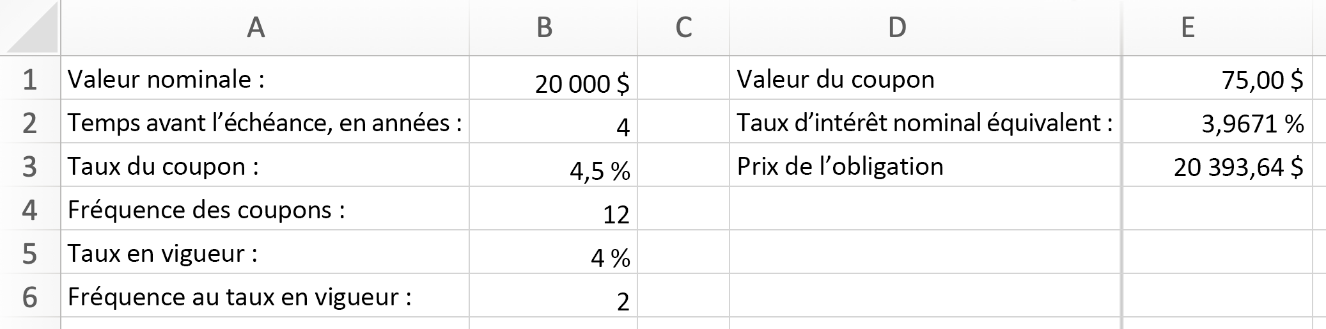 A B C D E
1 Valeur nominale : 20 000 $ Valeur du coupon 75,00 $
2 Temps avant l’échéance, en années : 4 Taux d’intérêt nominal équivalent : 3,9671 %
3 Taux du coupon : 4,5 % Prix de l’obligation 20 393,64 $
4 Fréquence des coupons : 12
5 Taux en vigueur : 4 %
6 Fréquence au taux en vigueur : 2